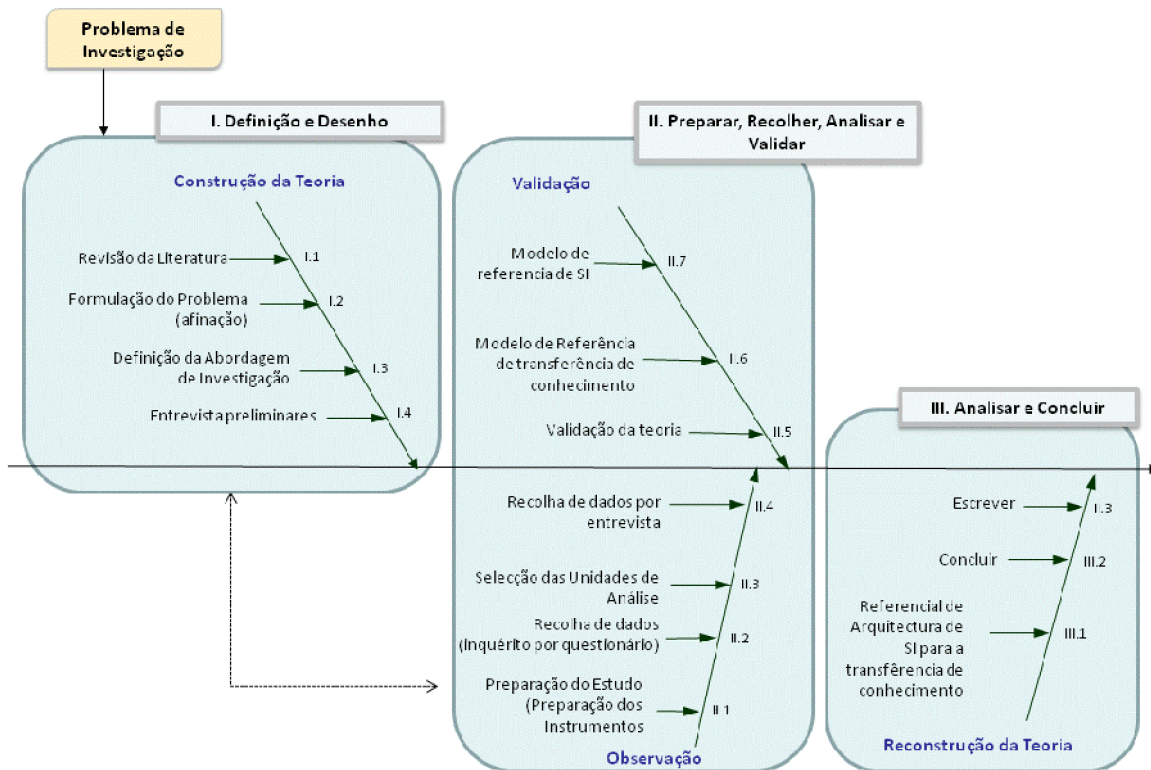 Problema de
Investigação
I. Definição e Desenho
Construção da Teoria
Revisão da Literatura
I.1
Formulação do Problema
(afinação)
I.2
Definição da Abordagem
de Investigação
I.3
Entrevista preliminares
I.4
II. Preparar, Recolher, Analisar e
Validar
Validação
Modelo de
referencia de SI
II.7
Modelo de Referência
de transferência de
conhecimento
I.6
Validação da teoria
II.5
Recolha de dados por
entrevista
II.4
Selecção das Unidades de
Análise
II.3
Recolha de dados
(inquérito por questionário)
II.2
Preparação do Estudo
(Preparação dos
Instrumentos
II 1
Observação
III. Analisar e Concluir
Escrever
II.3
Concluir
III.2
Referencial de
Arquitectura de
SI para a
transfêrencia de
conhecimento
III.1
Reconstrução da Teoria